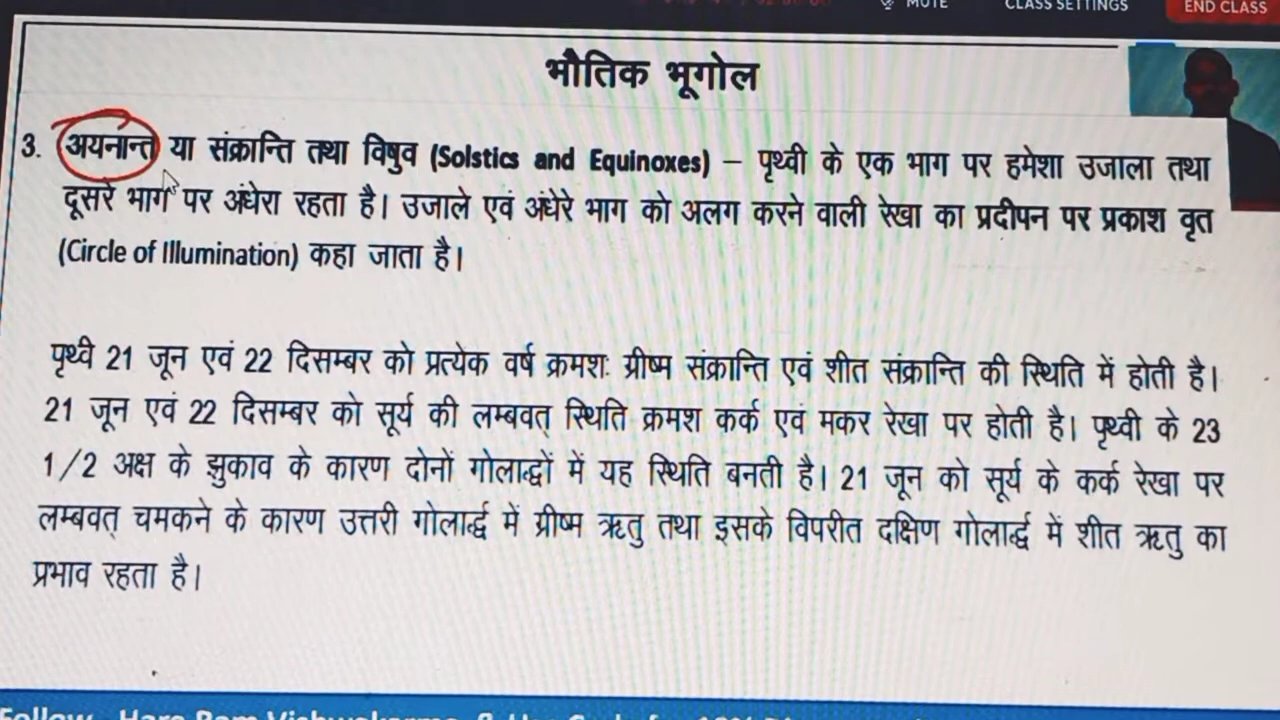 MUTE CLASS SETTINGS END CLASS
भौतिक भूगोल
3. अयनान्त या संक्रान्ति तथा विषुव (Solstics and Equinoxes) – पृथ्वी के एक भाग पर हमेशा उजाला तथा
दूसरे भाग पर अंधेरा रहता है। उजाले एवं अंधेरे भाग को अलग करने वाली रेखा का प्रदीपन पर प्रकाश वृत
(Circle of Illumination) कहा जाता है।
पृथ्वी 21 जून एवं 22 दिसम्बर को प्रत्येक वर्ष क्रमशः ग्रीष्म संक्रान्ति एवं शीत संक्रान्ति की स्थिति में होती है।
21 जून एवं 22 दिसम्बर को सूर्य की लम्बवत् स्थिति क्रमश कर्क एवं मकर रेखा पर होती है। पृथ्वी के 23
1/2 अक्ष के झुकाव के कारण दोनों गोलार्द्धों में यह स्थिति बनती है। 21 जून को सूर्य के कर्क रेखा पर
लम्बवत् चमकने के कारण उत्तरी गोलार्द्ध में ग्रीष्म ऋतु तथा इसके विपरीत दक्षिण गोलार्द्ध में शीत ऋतु का
प्रभाव रहता है।
Follow Hare Ram Vishwakarma